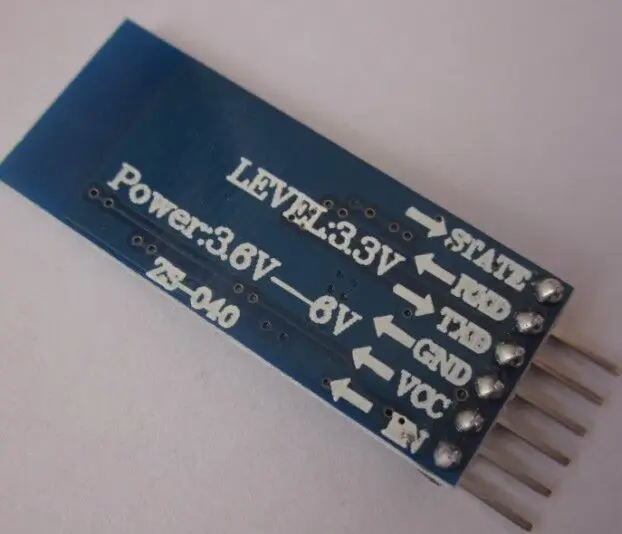 LEVEL:3.3V
Power:3.6V—6V
ZS-040
STATE
RXD
TXD
GND
VCC
EN